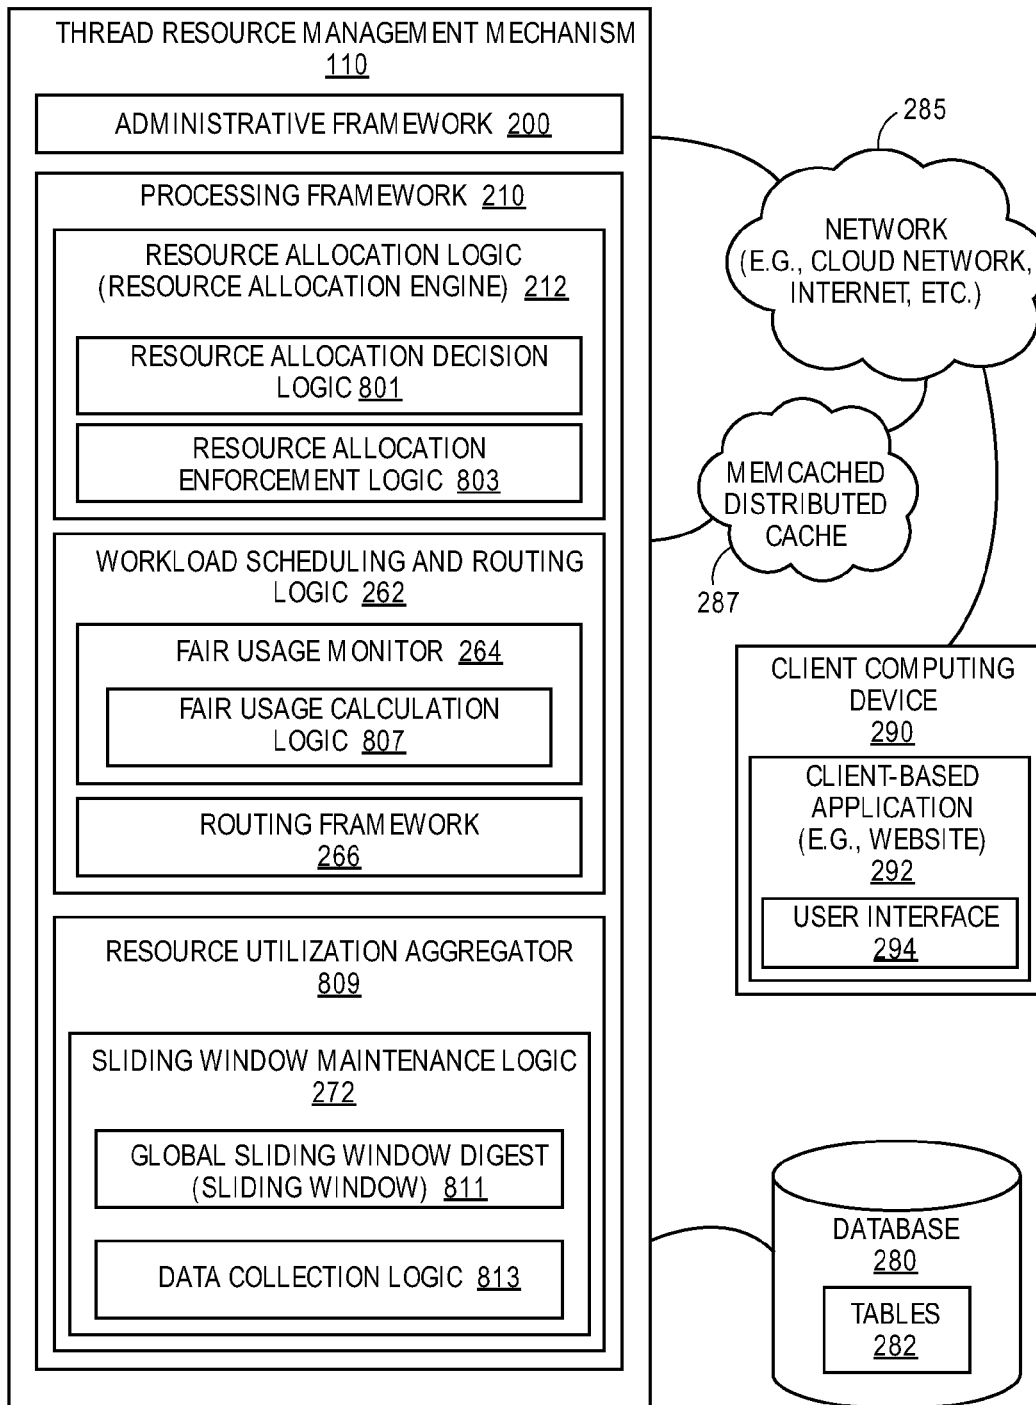 THREAD RESOURCE MANAGEMENT MECHANISM
110
ADMINISTRATIVE FRAMEWORK 200
PROCESSING FRAMEWORK 210
RESOURCE ALLOCATION LOGIC
(RESOURCE ALLOCATION ENGINE) 212
RESOURCE ALLOCATION DECISION
LOGIC 801
RESOURCE ALLOCATION
ENFORCEMENT LOGIC 803
WORKLOAD SCHEDULING AND ROUTING
LOGIC 262
FAIR USAGE MONITOR 264
FAIR USAGE CALCULATION
LOGIC 807
ROUTING FRAMEWORK
266
RESOURCE UTILIZATION AGGREGATOR
809
SLIDING WINDOW MAINTENANCE LOGIC
272
GLOBAL SLIDING WINDOW DIGEST
(SLIDING WINDOW) 811
DATA COLLECTION LOGIC 813
285
NETWORK
(E.G., CLOUD NETWORK,
INTERNET, ETC.)
MEMCACHED
DISTRIBUTED
CACHE
287
CLIENT COMPUTING
DEVICE
290
CLIENT-BASED
APPLICATION
(E.G., WEBSITE)
292
USER INTERFACE
294
DATABASE
280
TABLES
282